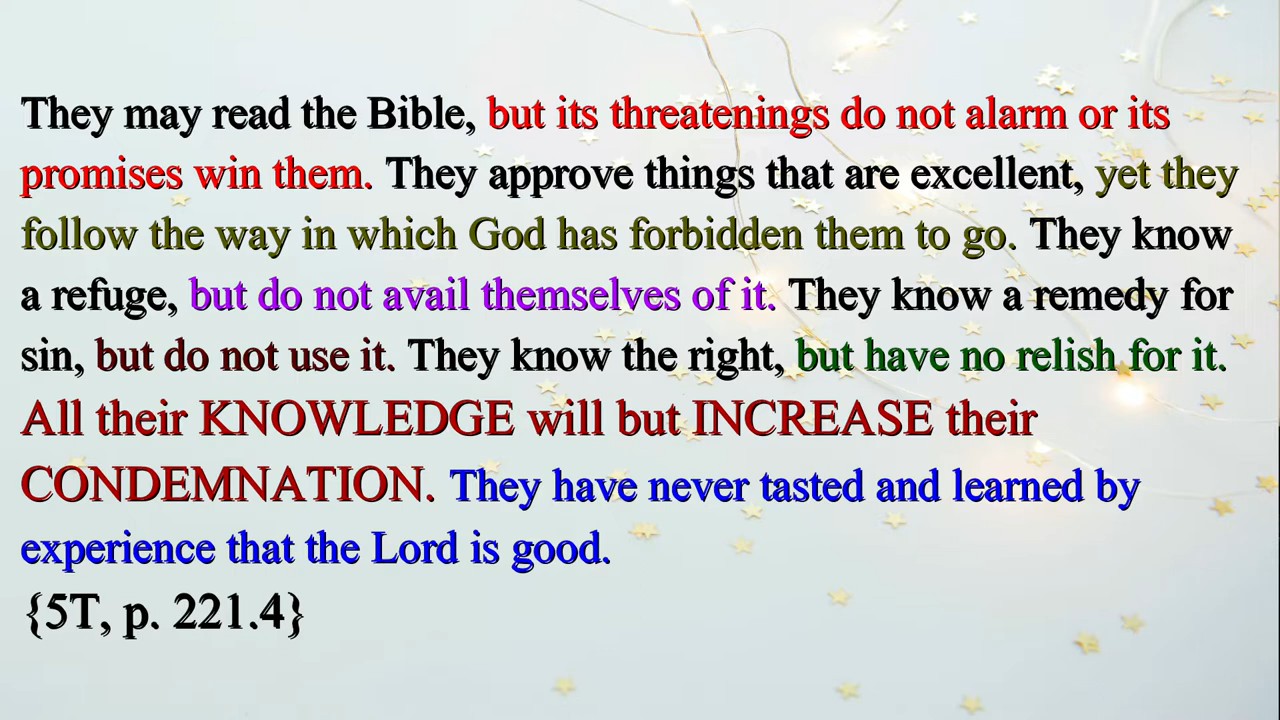 They may read the Bible, but its threatenings do not alarm or its
promises win them. They approve things that are excellent, yet they
follow the way in which God has forbidden them to go. They know
a refuge, but do not avail themselves of it. They know a remedy for
sin, but do not use it. They know the right, but have no relish for it.
All their KNOWLEDGE will but INCREASE their
CONDEMNATION. They have never tasted and learned by
experience that the Lord is good.
{5T, p. 221.4}